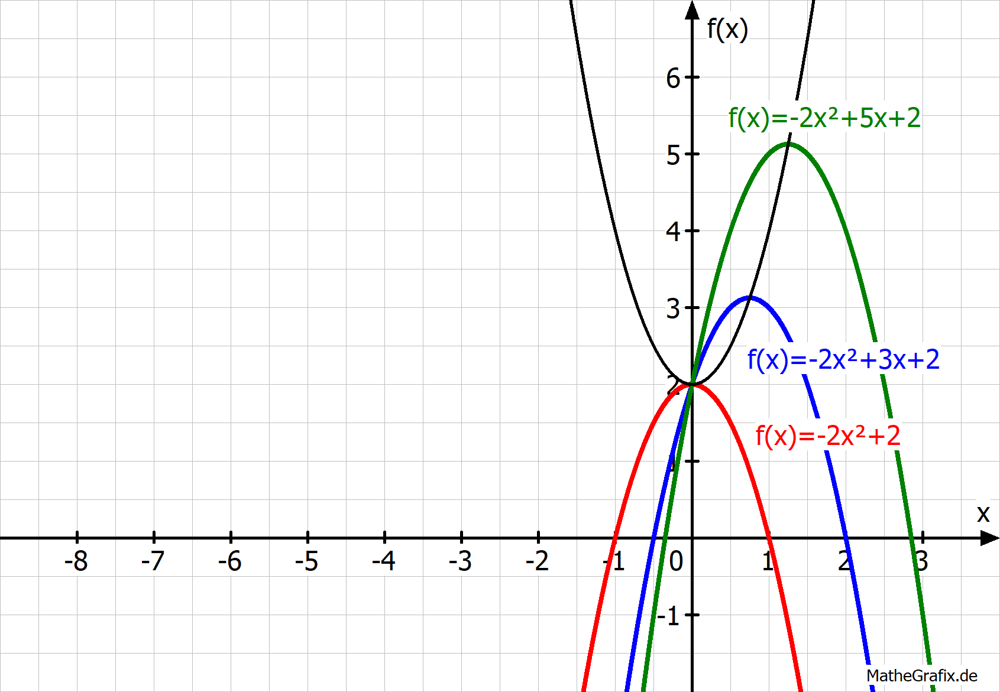 f(x)
6
f(x)=-2x²+5x+2
5
4
3
f(x)=-2x²+3x+2
2
f(x)=-2x²+2
1
x
-8 -7 -6 -5 -4 -3 -2 -1 0 1 2 3
-1
MatheGrafix.de